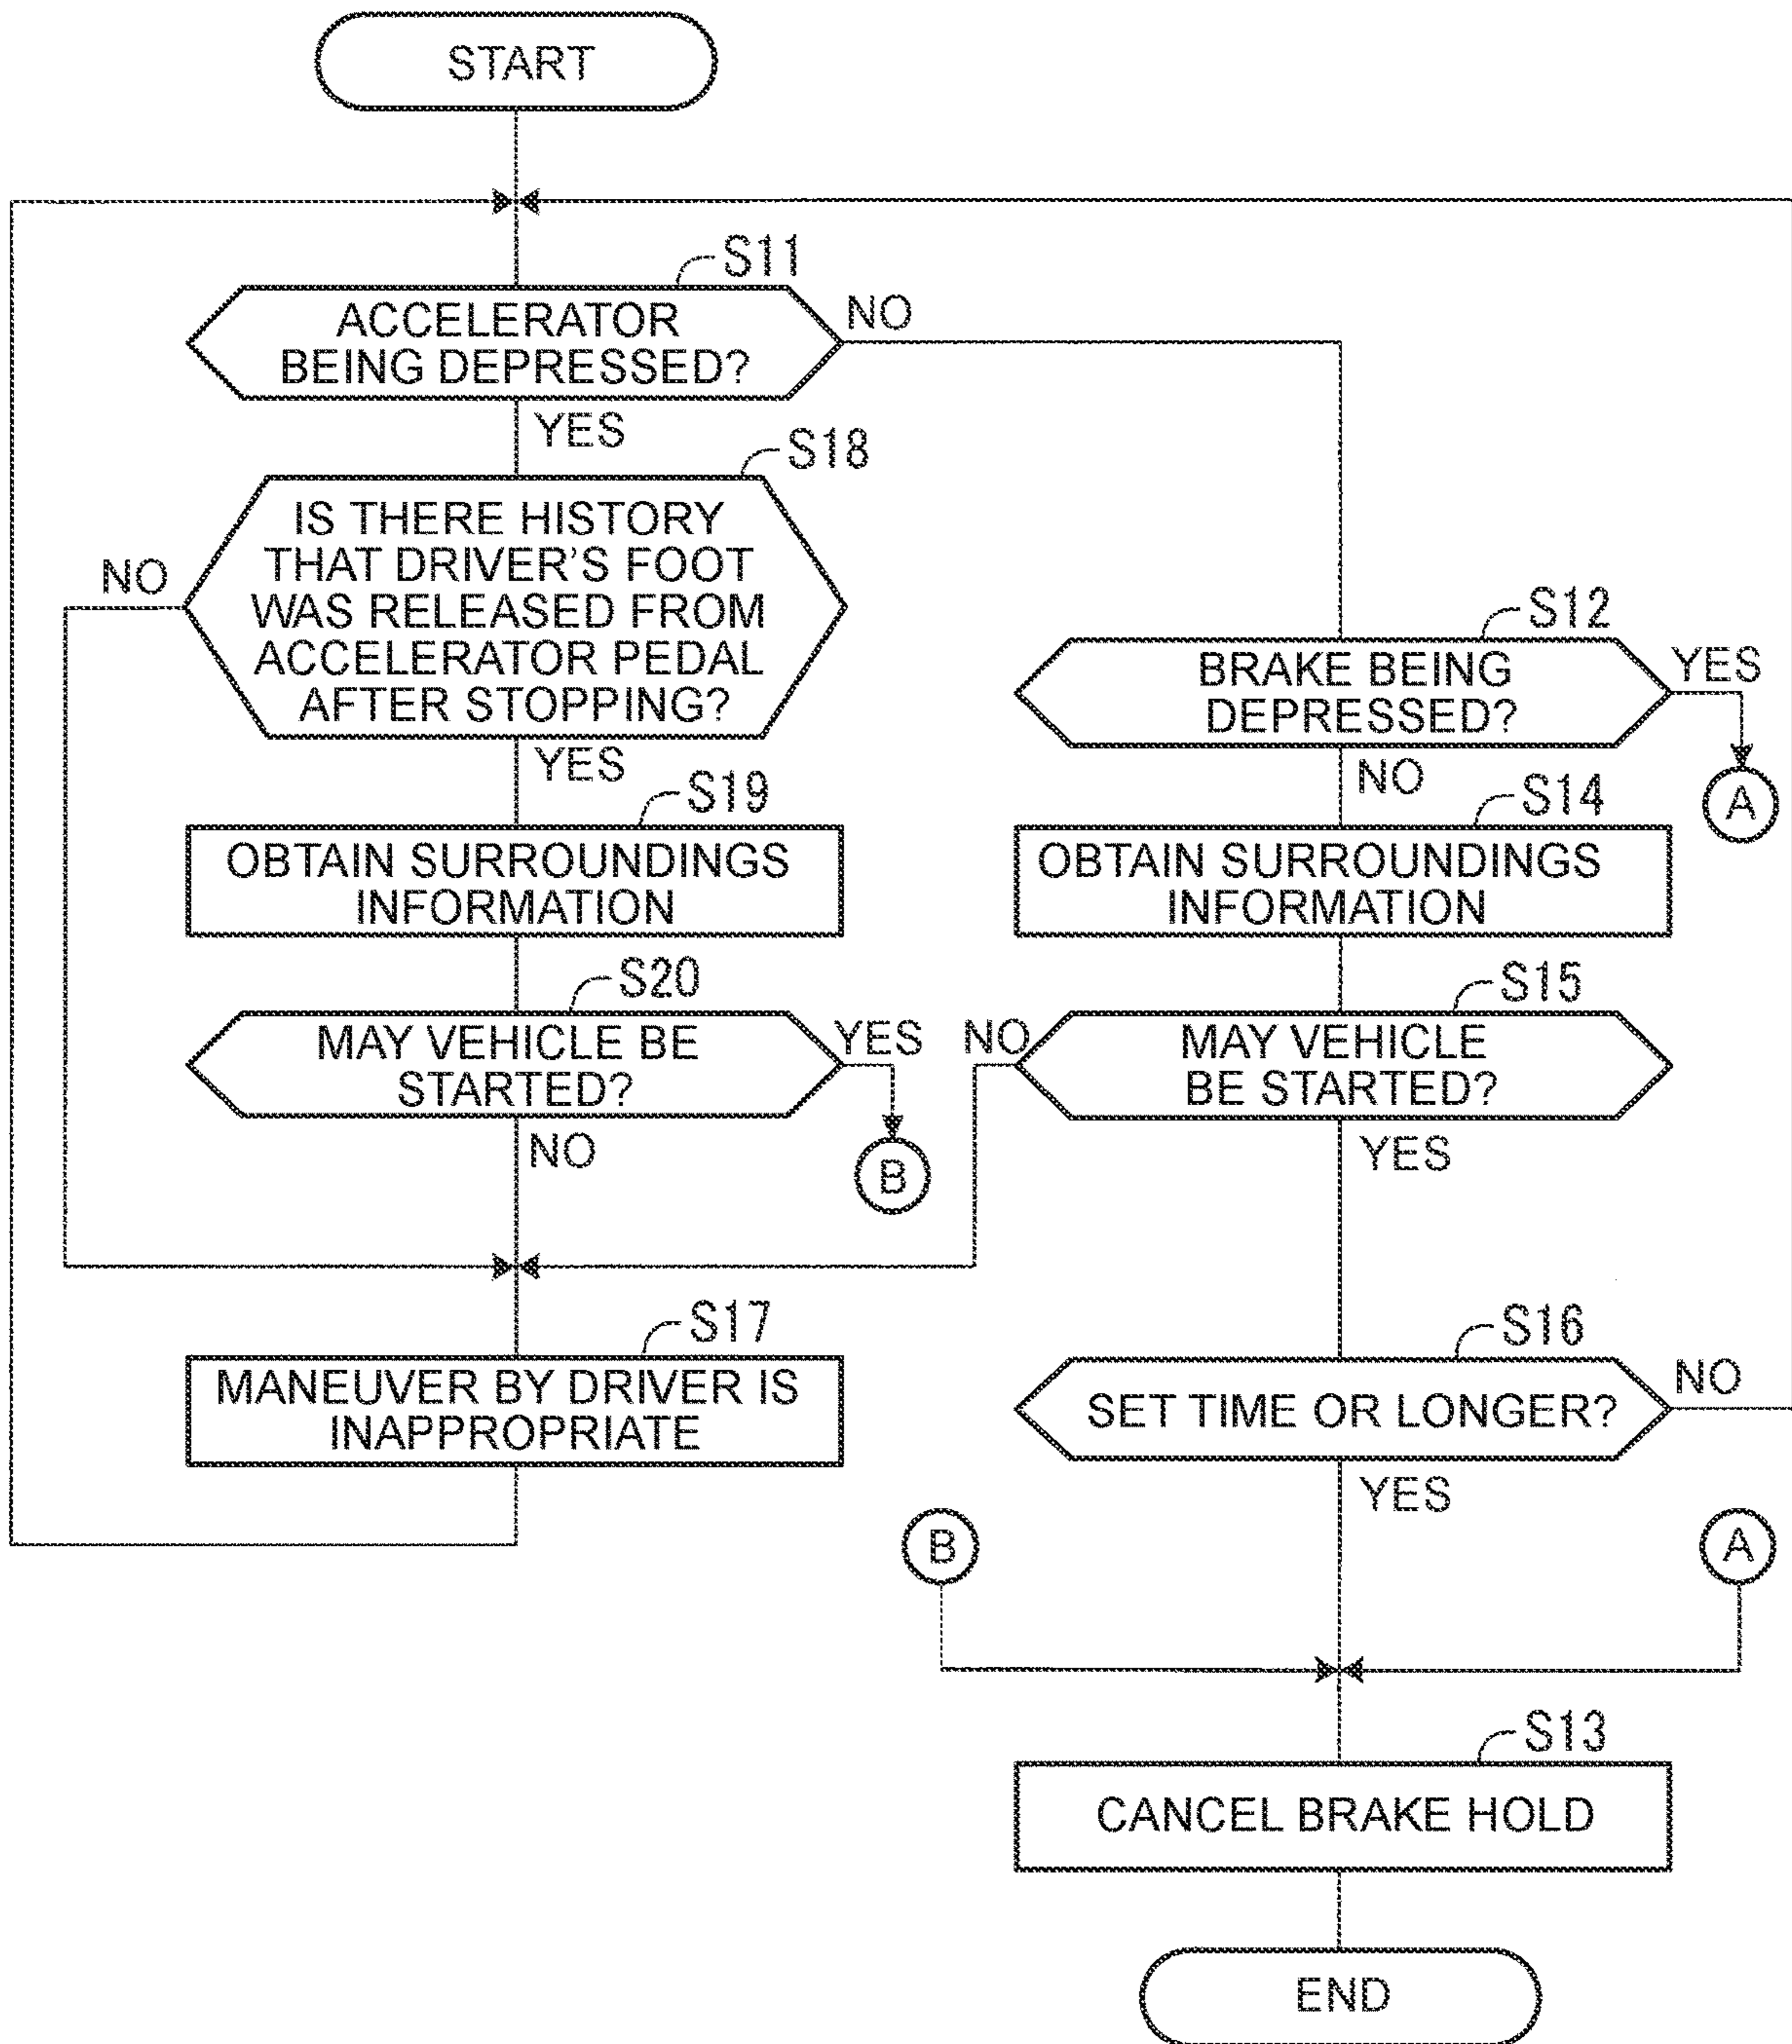 START
S11
ACCELERATOR
BEING DEPRESSED?
NO
YES
S18
IS THERE HISTORY
THAT DRIVER'S FOOT
WAS RELEASED FROM
ACCELERATOR PEDAL
AFTER STOPPING?
NO
YES
S12
BRAKE BEING
DEPRESSED?
YES
A
NO
S19
OBTAIN SURROUNDINGS
INFORMATION
S14
OBTAIN SURROUNDINGS
INFORMATION
S20
MAY VEHICLE BE
STARTED?
YES
B
NO
S15
MAY VEHICLE
BE STARTED?
NO
YES
S17
MANEUVER BY DRIVER IS
INAPPROPRIATE
S16
SET TIME OR LONGER?
NO
YES
B
A
S13
CANCEL BRAKE HOLD
END